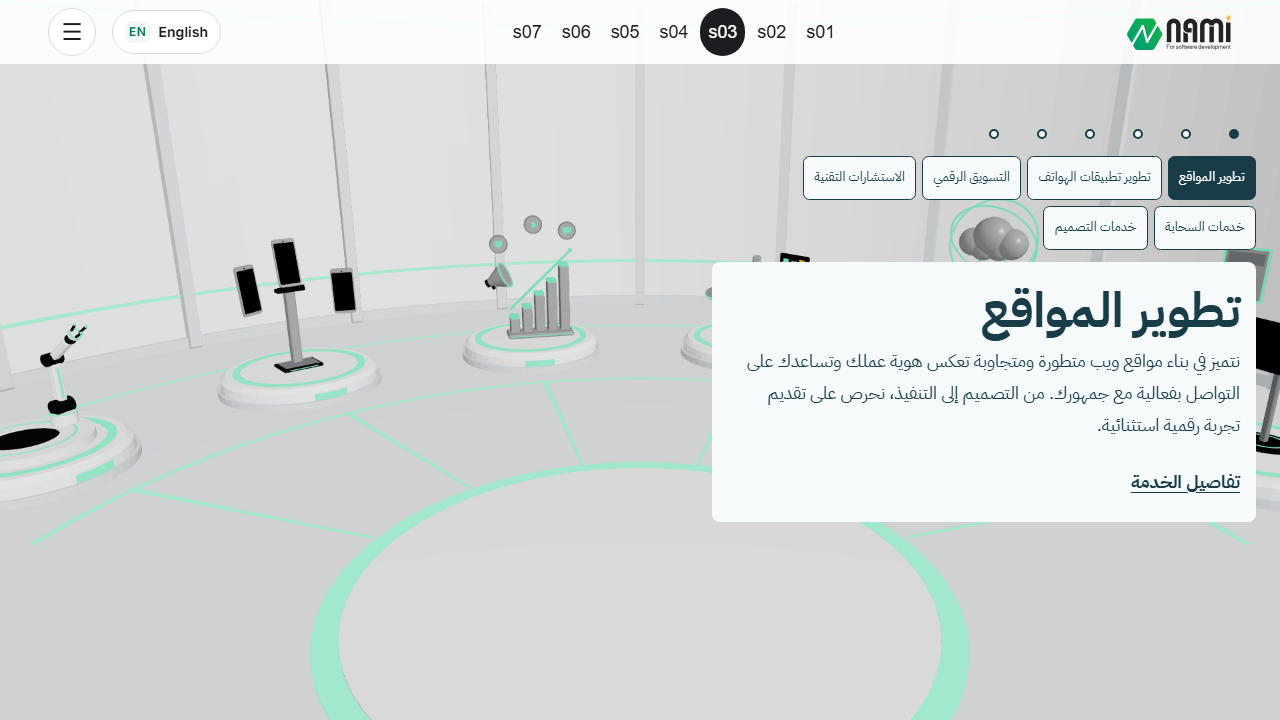 NAMI
For software development
s01 s02 s03 s04 s05 s06 s07
EN English
تطوير المواقع
تطوير تطبيقات الهواتف
التسويق الرقمي
الاستشارات التقنية
خدمات السحابة
خدمات التصميم
تطوير المواقع
نتميز في بناء مواقع ويب متطورة ومتجاوبة تعكس هوية عملك وتساعدك على
التواصل بفعالية مع جمهورك. من التصميم إلى التنفيذ، نحرص على تقديم
تجربة رقمية استثنائية.
تفاصيل الخدمة